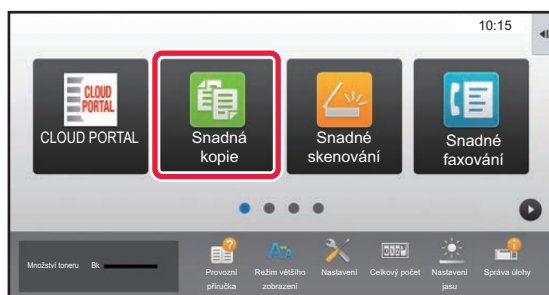 10:15
CLOUD
PORTAL
CLOUD PORTAL
Snadná
kopie
Snadné
skenování
Snadné
faxování
Množství toneru Bk
Provozní
příručka
Režim většího
zobrazení
Nastavení
Celkový počet
Nastavení
jasu
Správa úlohy